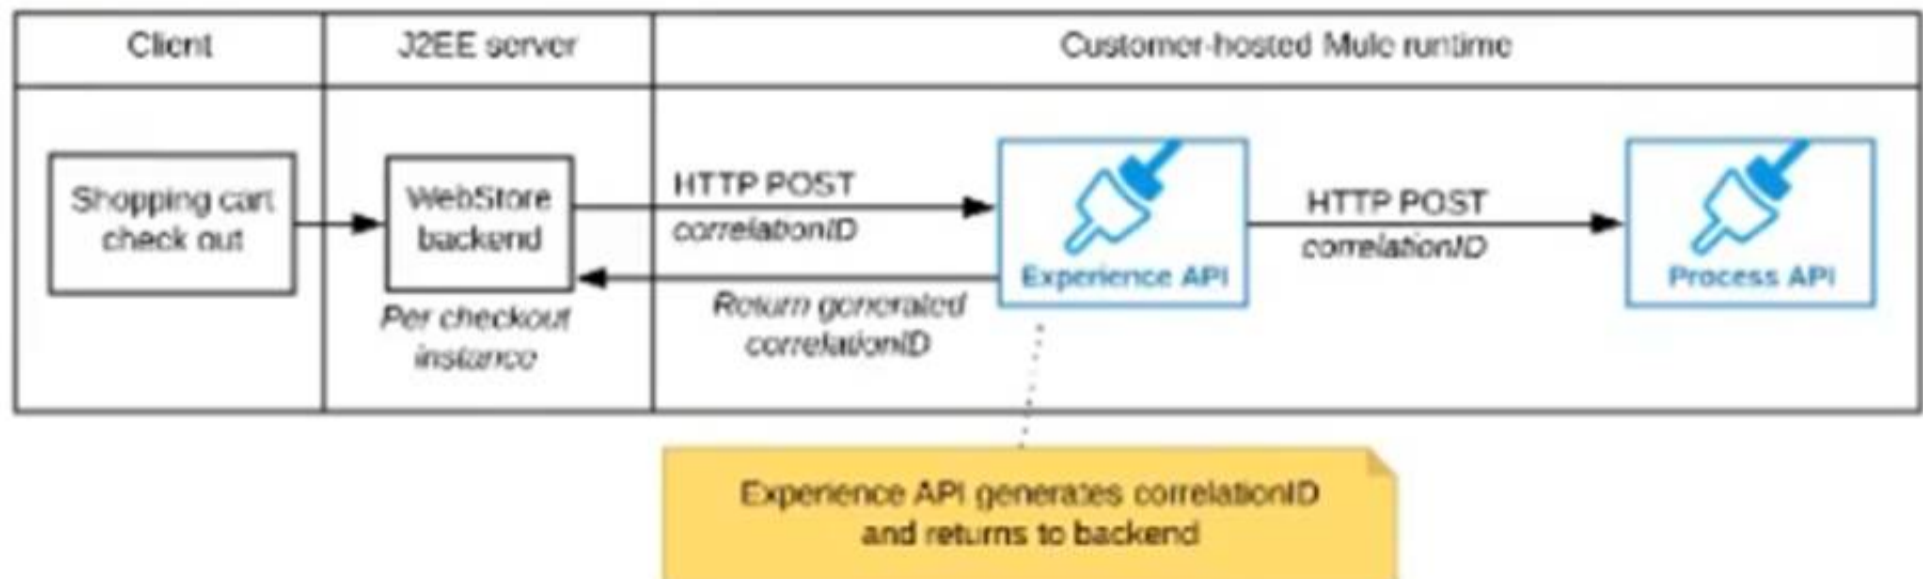 Client
J2EE server
Customer-hosted Mule runtime
Shopping cart
check out
WebStore
backend
Per checkout
instance
HTTP POST
correlationID
Return generated
correlationID
Experience API
HTTP POST
correlationID
Process API
Experience API generates correlationID
and returns to backend